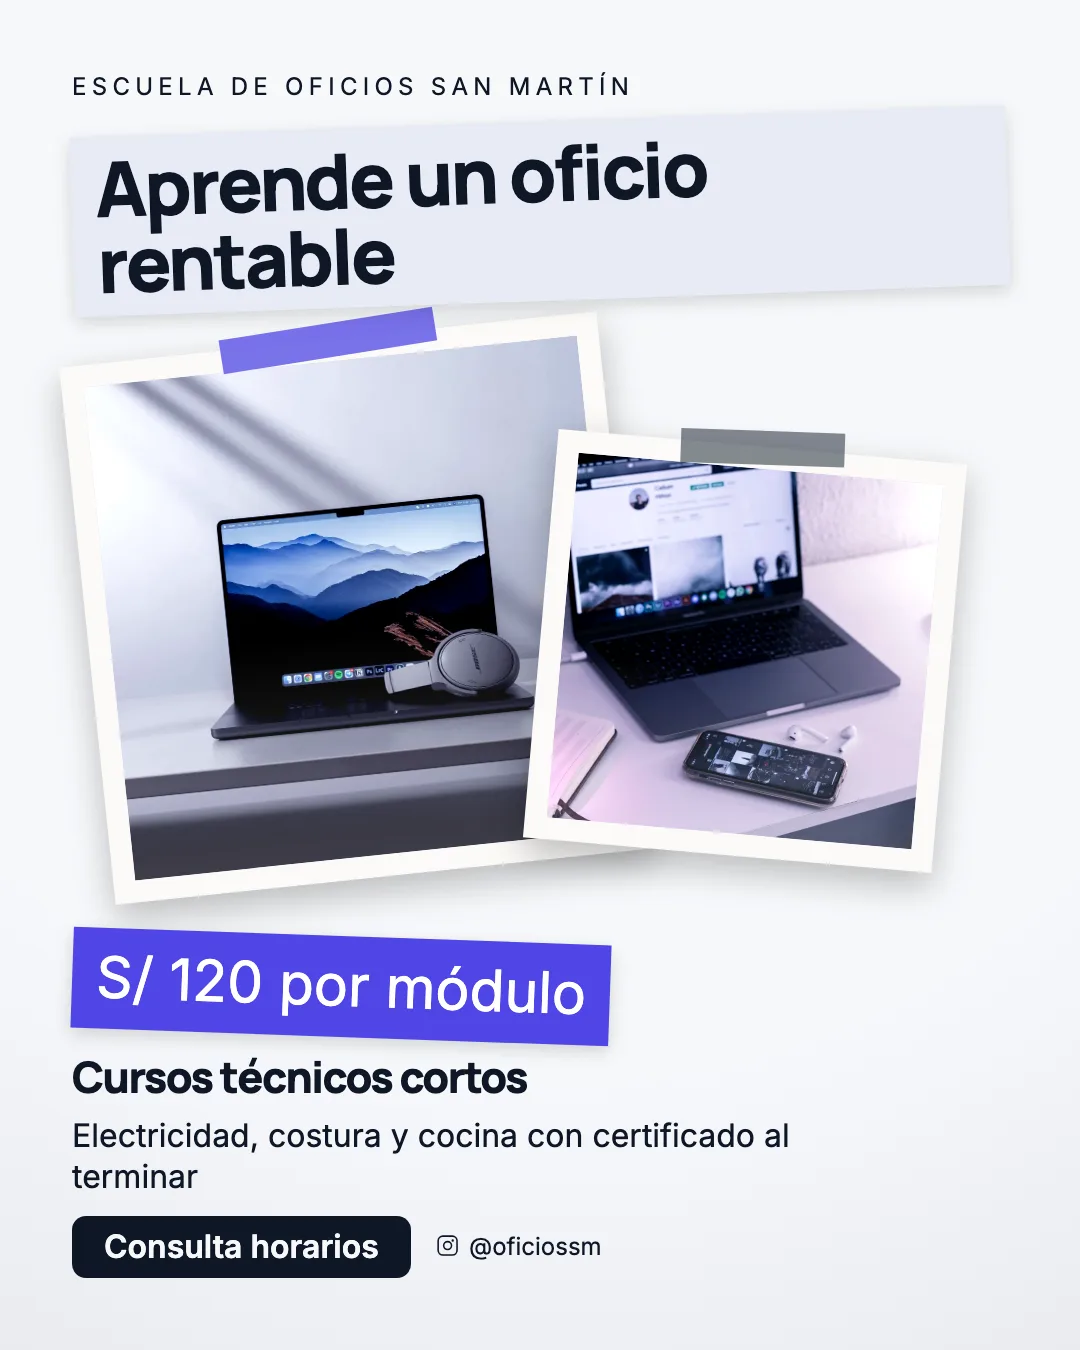 ESCUELA DE OFICIOS SAN MARTÍN
Aprende un oficio
rentable
S/ 120 por módulo
Cursos técnicos cortos
Electricidad, costura y cocina con certificado al
terminar
Consulta horarios
@oficiossm